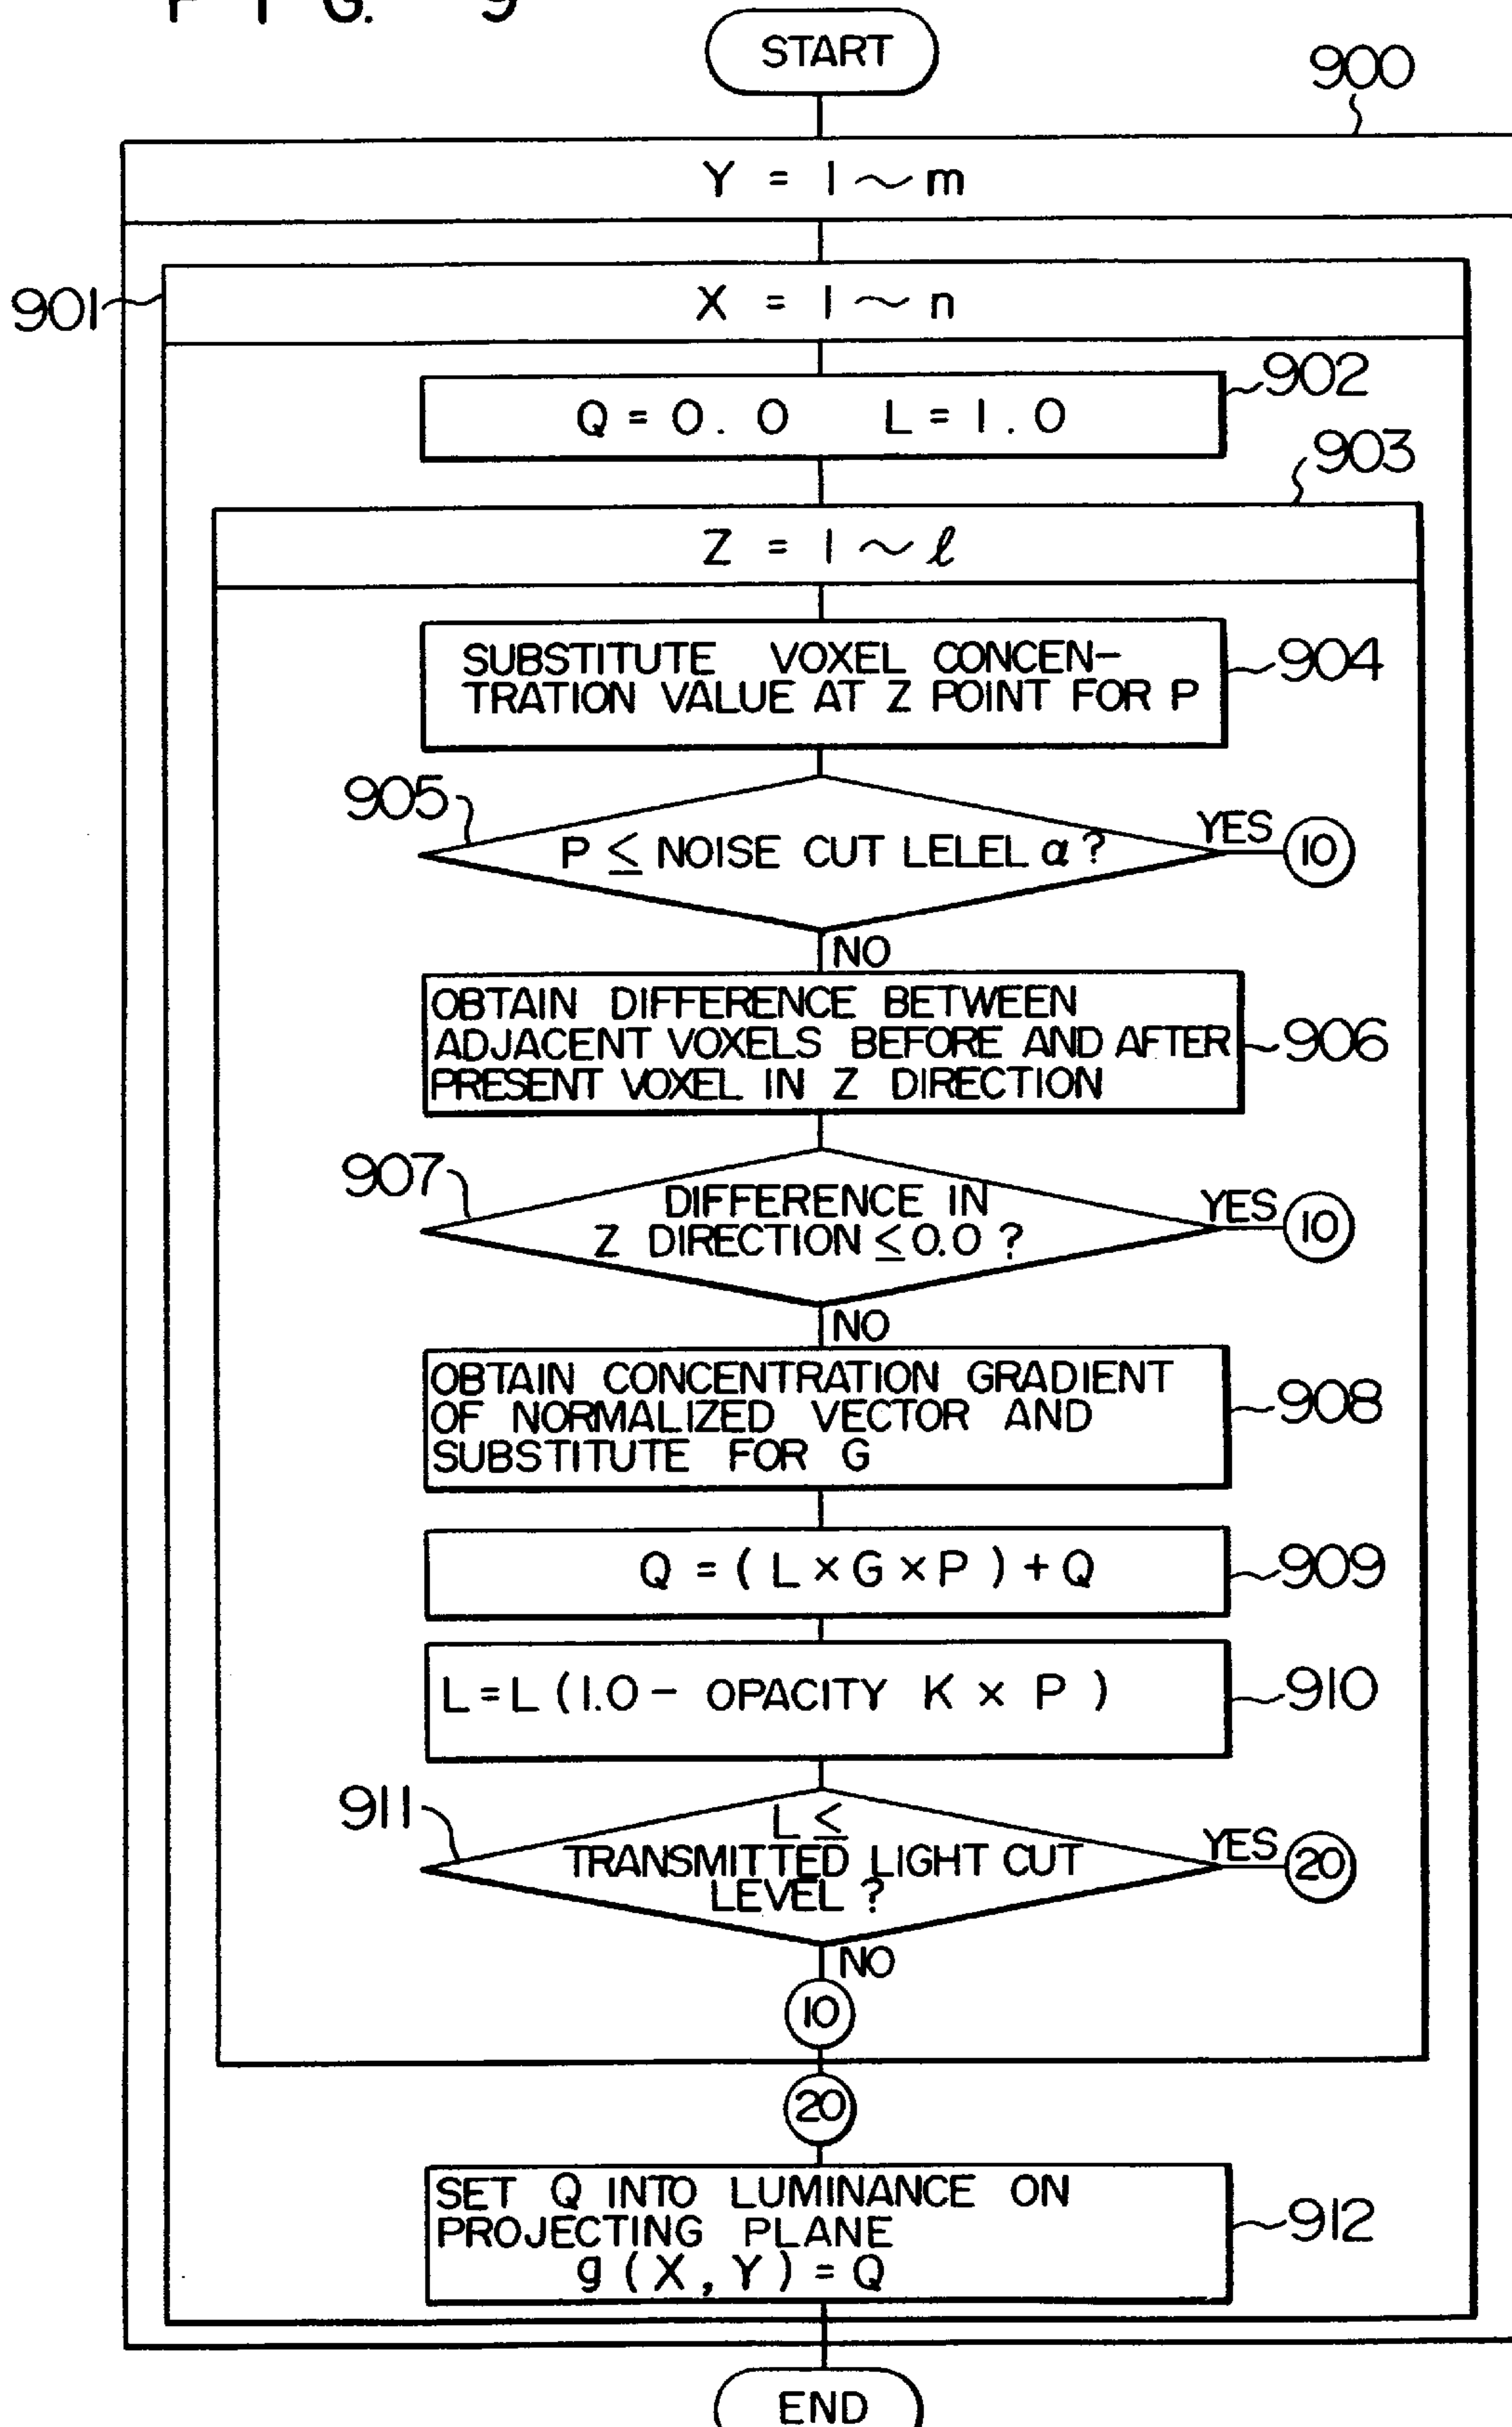 FIG. 9
START
900
Y = 1 ~ m
901
X = 1 ~ n
902
Q = 0.0 L = 1.0
903
Z = 1 ~ ℓ
904
SUBSTITUTE VOXEL CONCEN-
TRATION VALUE AT Z POINT FOR P
905
P ≤ NOISE CUT LELEL α ?
YES
10
NO
OBTAIN DIFFERENCE BETWEEN
ADJACENT VOXELS BEFORE AND AFTER
PRESENT VOXEL IN Z DIRECTION
906
907
DIFFERENCE IN
Z DIRECTION ≤ 0.0 ?
YES
10
NO
OBTAIN CONCENTRATION GRADIENT
OF NORMALIZED VECTOR AND
SUBSTITUTE FOR G
908
Q = ( L × G × P ) + Q
909
L = L ( 1.0 - OPACITY K × P )
910
911
L ≤
TRANSMITTED LIGHT CUT
LEVEL ?
YES
20
NO
10
20
SET Q INTO LUMINANCE ON
PROJECTING PLANE
g ( X , Y ) = Q
912
END